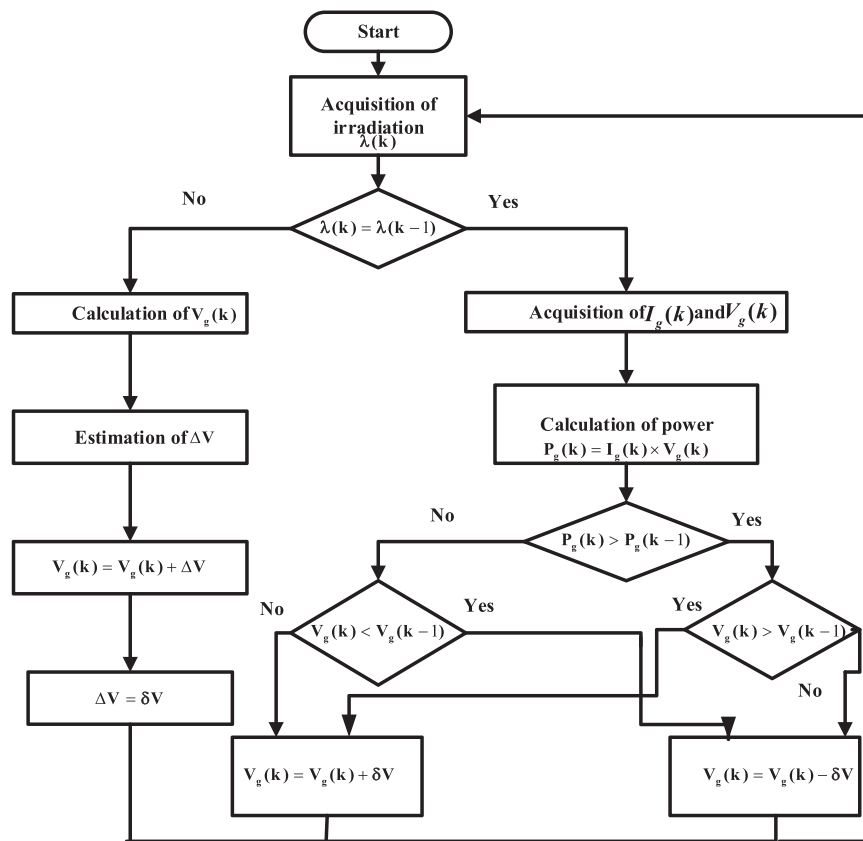 Start
Acquisition of
irradiation
λ(k)
No
Yes
λ(k) = λ(k − 1)
Calculation of V_g(k)
Acquisition of I_g(k) and V_g(k)
Estimation of ΔV
Calculation of power
P_g(k) = I_g(k) × V_g(k)
No
Yes
P_g(k) > P_g(k − 1)
V_g(k) = V_g(k) + ΔV
No
Yes
Yes
V_g(k) < V_g(k − 1)
V_g(k) > V_g(k − 1)
No
ΔV = δV
V_g(k) = V_g(k) + δV
V_g(k) = V_g(k) − δV